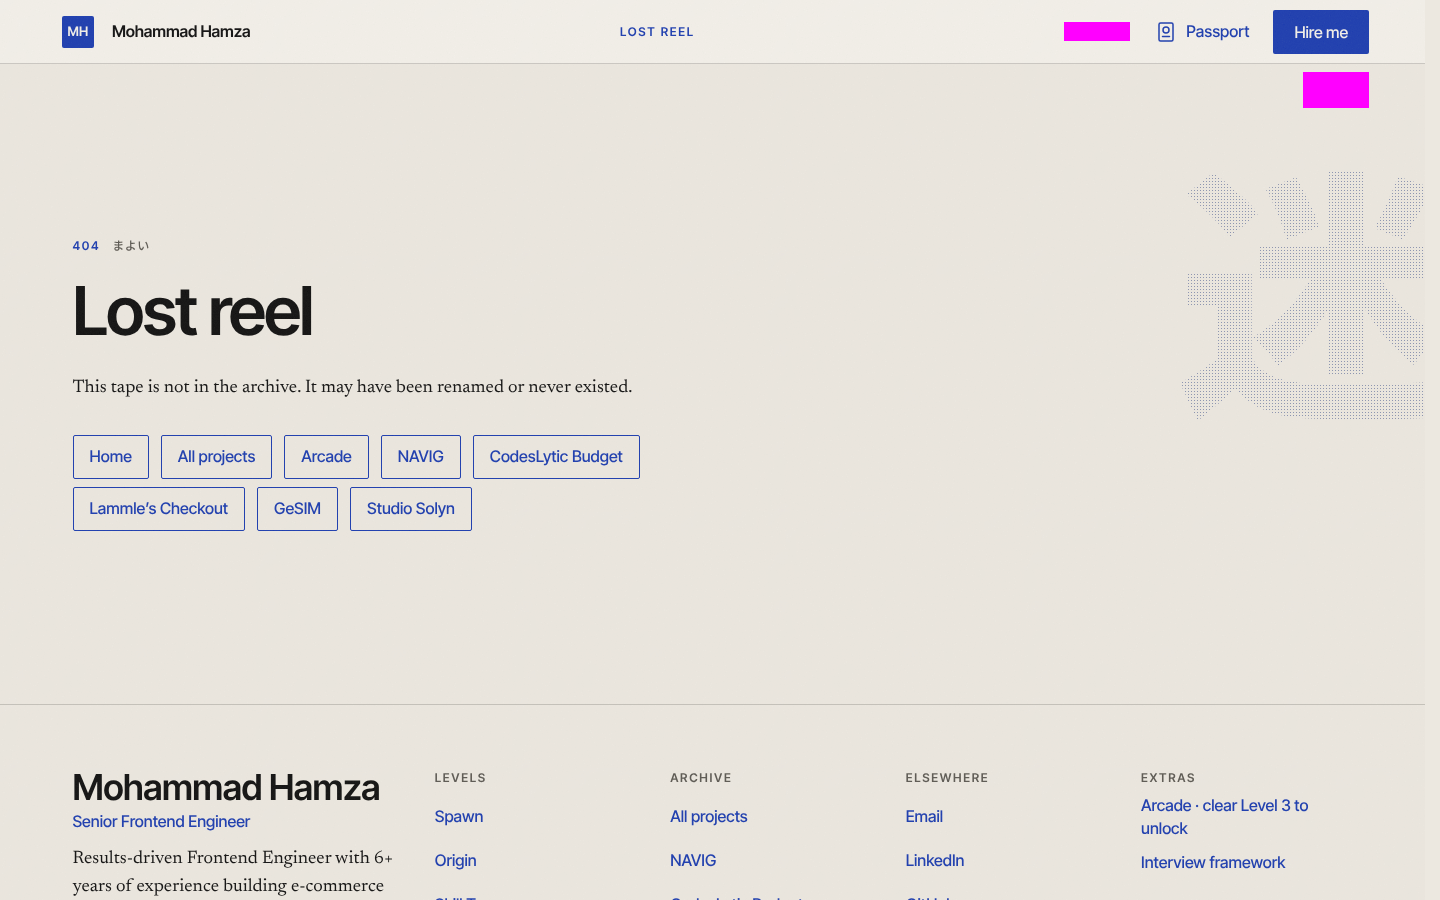 MH Mohammad Hamza LOST REEL Passport Hire me
迷
404 まよい
Lost reel
This tape is not in the archive. It may have been renamed or never existed.
Home All projects Arcade NAVIG CodesLytic Budget
Lammle’s Checkout GeSIM Studio Solyn
Mohammad Hamza
Senior Frontend Engineer
Results-driven Frontend Engineer with 6+
years of experience building e-commerce
LEVELS
Spawn
Origin
ARCHIVE
All projects
NAVIG
ELSEWHERE
Email
LinkedIn
EXTRAS
Arcade · clear Level 3 to
unlock
Interview framework